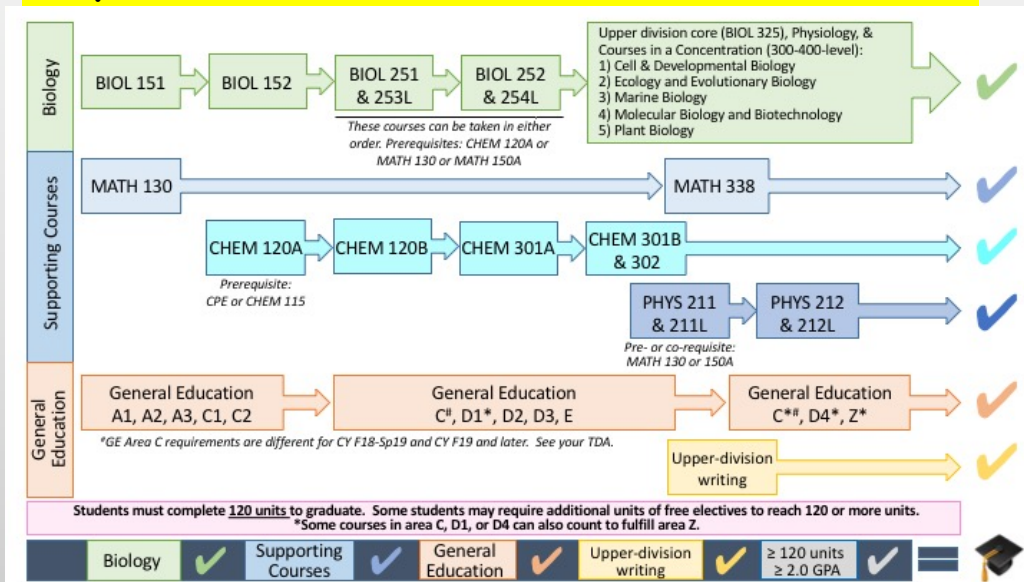 Biology
BIOL 151
BIOL 152
BIOL 251
& 253L
BIOL 252
& 254L
These courses can be taken in either
order. Prerequisites: CHEM 120A or
MATH 130 or MATH 150A
Upper division core (BIOL 325), Physiology, &
Courses in a Concentration (300-400-level):
1) Cell & Developmental Biology
2) Ecology and Evolutionary Biology
3) Marine Biology
4) Molecular Biology and Biotechnology
5) Plant Biology
Supporting Courses
MATH 130
MATH 338
CHEM 120A
CHEM 120B
CHEM 301A
CHEM 301B
& 302
Prerequisite:
CPE or CHEM 115
PHYS 211
& 211L
PHYS 212
& 212L
Pre- or co-requisite:
MATH 130 or 150A
General
Education
General Education
A1, A2, A3, C1, C2
General Education
C#, D1*, D2, D3, E
General Education
C*#, D4*, Z*
#GE Area C requirements are different for CY F18-Sp19 and CY F19 and later. See your TDA.
Upper-division
writing
Students must complete 120 units to graduate. Some students may require additional units of free electives to reach 120 or more units.
*Some courses in area C, D1, or D4 can also count to fulfill area Z.
Biology
Supporting
Courses
General
Education
Upper-division
writing
≥ 120 units
≥ 2.0 GPA